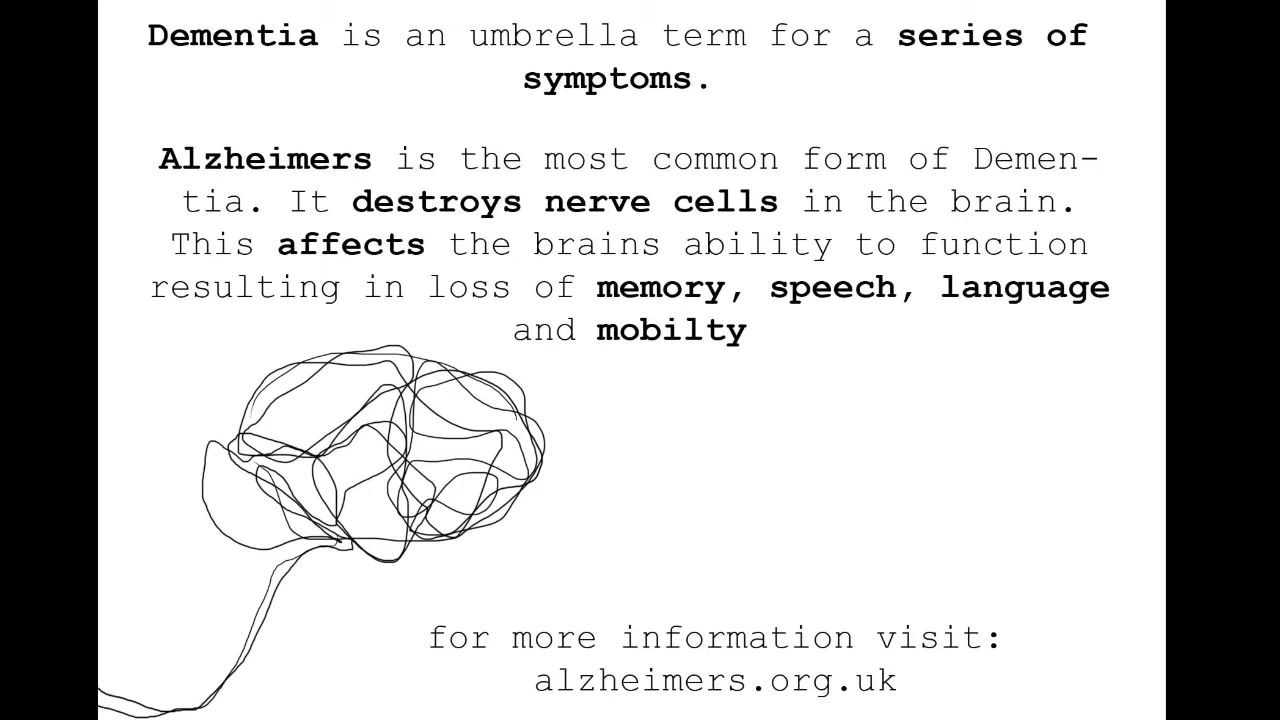 Dementia is an umbrella term for a series of
symptoms.
Alzheimers is the most common form of Demen-
tia. It destroys nerve cells in the brain.
This affects the brains ability to function
resulting in loss of memory, speech, language
and mobilty
for more information visit:
alzheimers.org.uk